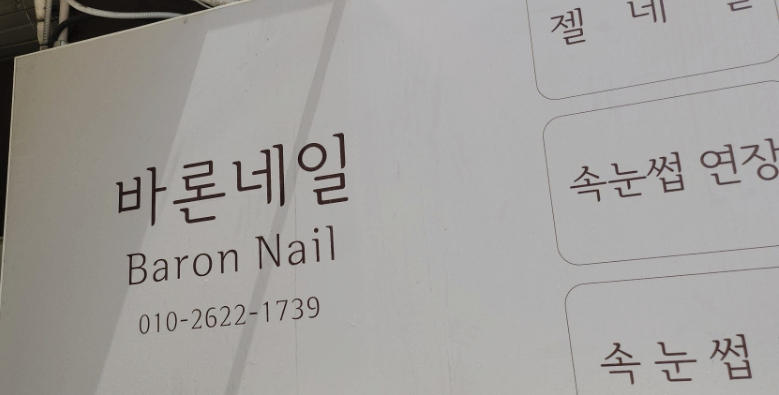 바론네일
Baron Nail
010-2622-1739
젤 네일
속눈썹 연장
속눈썹